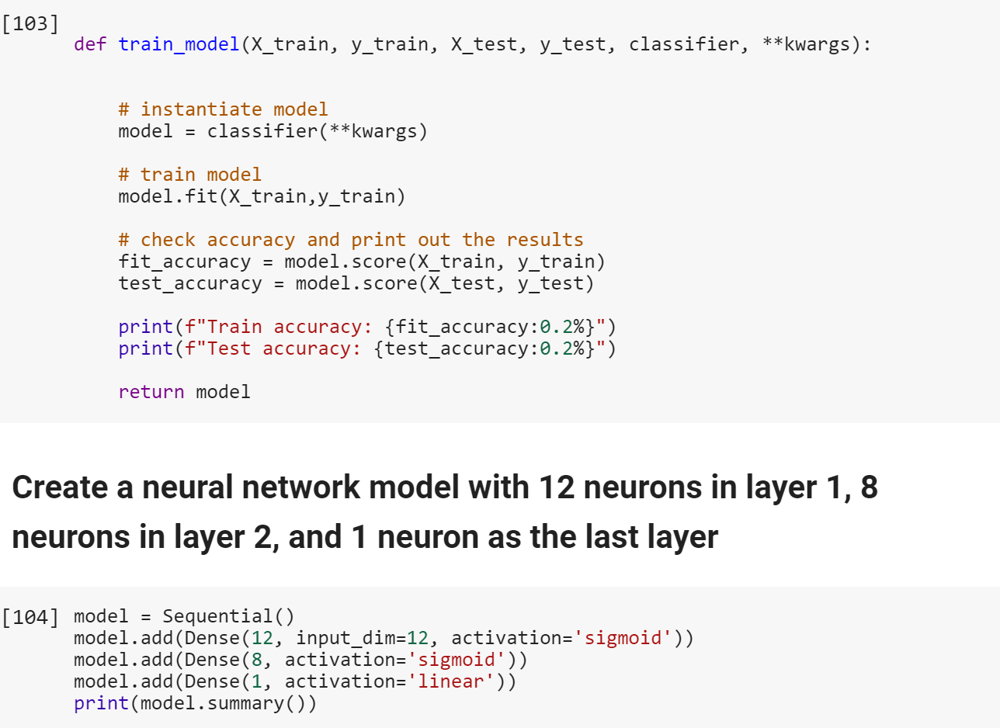 [103]
def train_model(X_train, y_train, X_test, y_test, classifier, **kwargs):
# instantiate model
model = classifier(**kwargs)
# train model
model.fit(X_train,y_train)
# check accuracy and print out the results
fit_accuracy = model.score(X_train, y_train)
test_accuracy = model.score(X_test, y_test)
print(f"Train accuracy: {fit_accuracy:0.2%}")
print(f"Test accuracy: {test_accuracy:0.2%}")
return model
Create a neural network model with 12 neurons in layer 1, 8
neurons in layer 2, and 1 neuron as the last layer
[104] model = Sequential()
model.add(Dense(12, input_dim=12, activation='sigmoid'))
model.add(Dense(8, activation='sigmoid'))
model.add(Dense(1, activation='linear'))
print(model.summary())